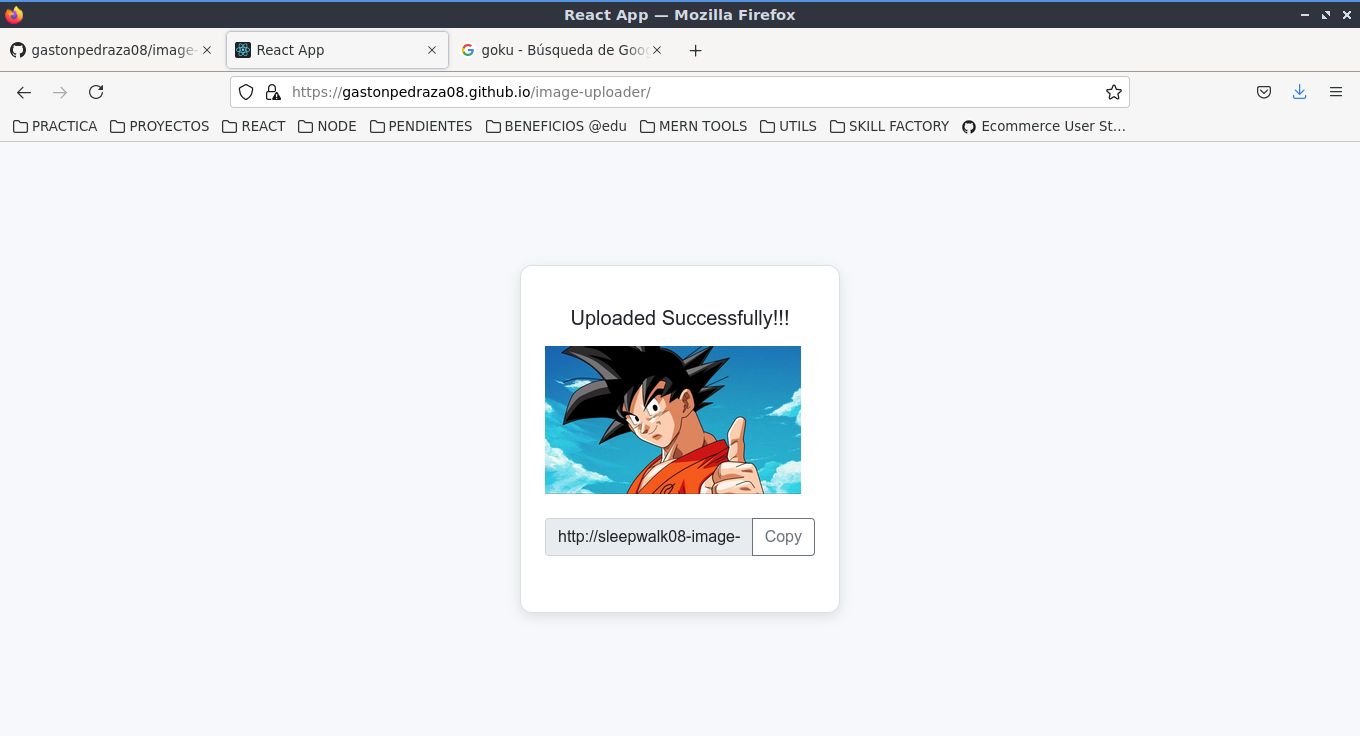 React App — Mozilla Firefox
gastonpedraza08/image- React App goku - Búsqueda de Goog
https://gastonpedraza08.github.io/image-uploader/
PRACTICA PROYECTOS REACT NODE PENDIENTES BENEFICIOS @edu MERN TOOLS UTILS SKILL FACTORY Ecommerce User St…
Uploaded Successfully!!!
http://sleepwalk08-image- Copy